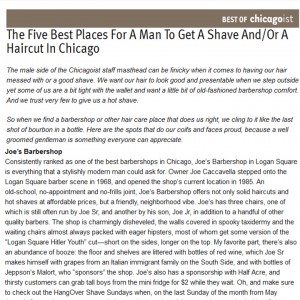 BEST OF chicagoist
The Five Best Places For A Man To Get A Shave And/Or A
Haircut In Chicago
The male side of the Chicagoist staff masthead can be finicky when it comes to having our hair
messed with or a good shave. We want our hair to look good and presentable when we step outside
yet some of us are a bit tight with the wallet and want a little bit of old-fashioned barbershop comfort.
And we trust very few to give us a hot shave.
So when we find a barbershop or other hair care place that does us right, we cling to it like the last
shot of bourbon in a bottle. Here are the spots that do our coifs and faces proud, because a well
groomed gentleman is something everyone can appreciate.
Joe's Barbershop
Consistently ranked as one of the best barbershops in Chicago, Joe's Barbershop in Logan Square
is everything that a stylishly modern man could ask for. Owner Joe Caccavella stepped onto the
Logan Square barber scene in 1968, and opened the shop's current location in 1985. An
old-school, no-appointment and no-frills joint, Joe's Barbershop offers not only solid haircuts and
hot shaves at affordable prices, but a friendly, neighborhood vibe. Joe's has three chairs, one of
which is still often run by Joe Sr, and another by his son, Joe Jr, in addition to a handful of other
quality barbers. The shop is charmingly disheveled, the walls covered in spooky taxidermy and the
waiting chairs almost always packed with eager hipsters, most of whom get some version of the
"Logan Square Hitler Youth" cut—short on the sides, longer on the top. My favorite part, there's also
an abundance of booze: the floor and shelves are littered with bottles of red wine, which Joe Sr
makes himself with grapes from an Italian immigrant family on the South Side, and with bottles of
Jeppson's Malort, who "sponsors" the shop. Joe's also has a sponsorship with Half Acre, and
thirsty customers can grab tall boys from the mini fridge for $2 while they wait. Oh, and make sure
to check out the HangOver Shave Sundays when, on the last Sunday of the month from May